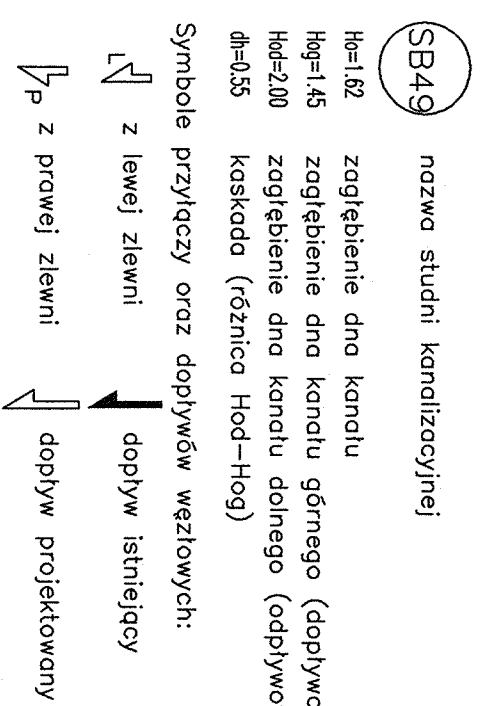 SB49 nazwa studni kanalizacyjnej
Ho=1.62 zagłębienie dna kanału
Hog=1.45 zagłębienie dna kanału górnego (dopływo
Hod=2.00 zagłębienie dna kanału dolnego (odpływo
dh=0.55 kaskada (różnica Hod-Hog)
Symbole przyłączy oraz dopływów węzłowych:
L z lewej zlewni dopływ istniejący
P z prawej zlewni dopływ projektowany